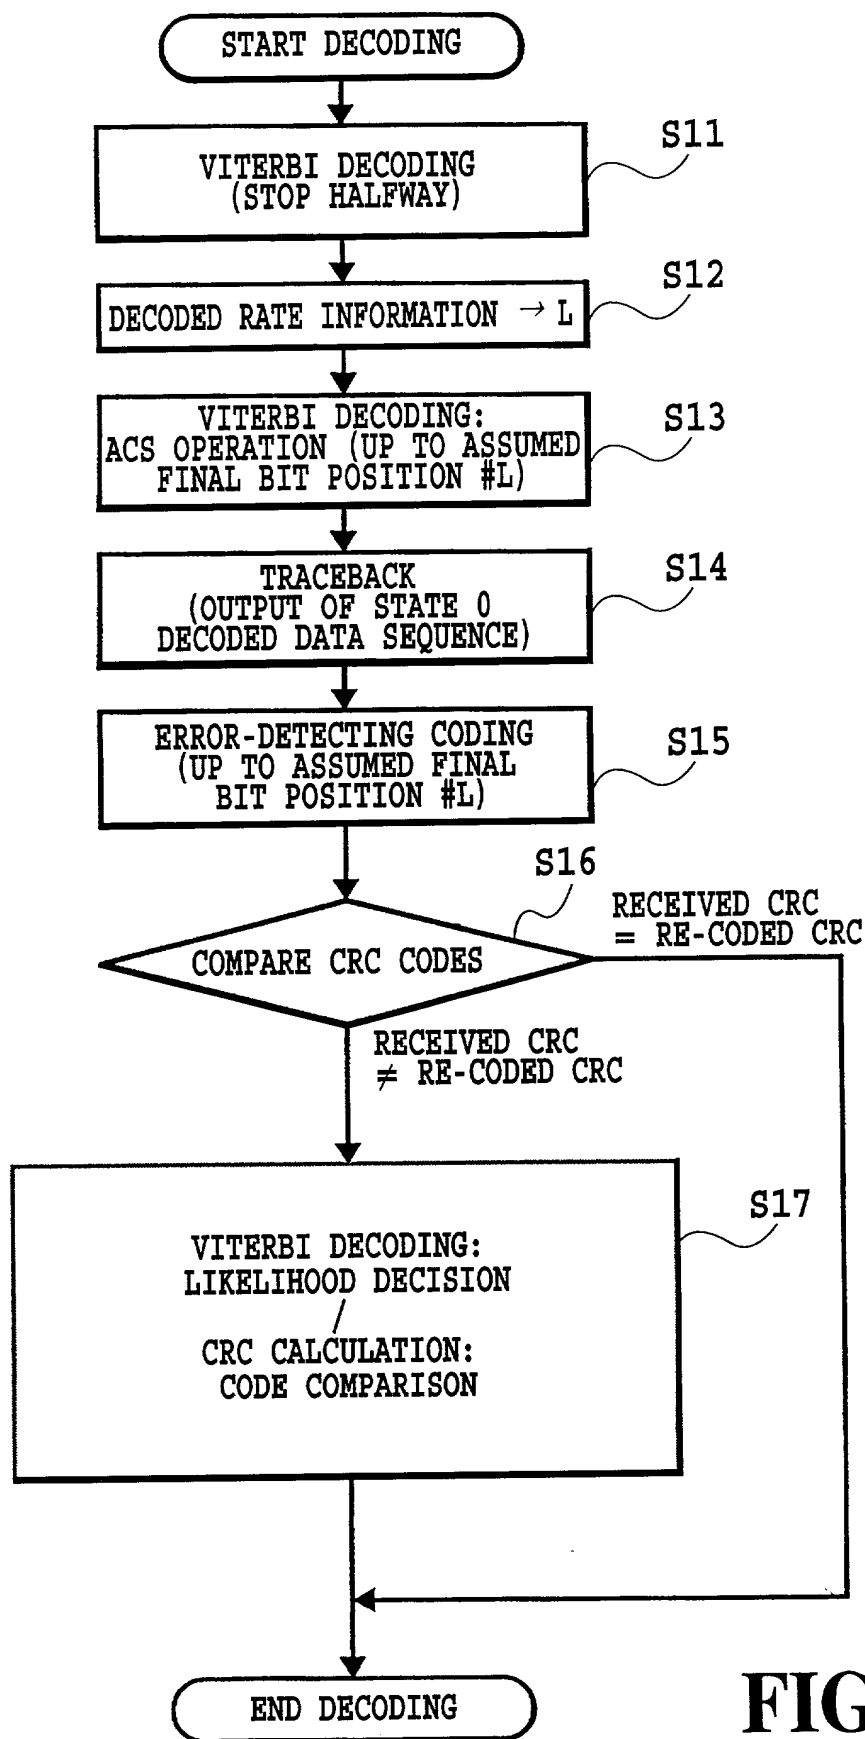 START DECODING
S11
VITERBI DECODING
(STOP HALFWAY)
S12
DECODED RATE INFORMATION → L
S13
VITERBI DECODING:
ACS OPERATION (UP TO ASSUMED
FINAL BIT POSITION #L)
S14
TRACEBACK
(OUTPUT OF STATE 0
DECODED DATA SEQUENCE)
S15
ERROR-DETECTING CODING
(UP TO ASSUMED FINAL
BIT POSITION #L)
S16
RECEIVED CRC
= RE-CODED CRC
COMPARE CRC CODES
RECEIVED CRC
≠ RE-CODED CRC
S17
VITERBI DECODING:
LIKELIHOOD DECISION
/
CRC CALCULATION:
CODE COMPARISON
END DECODING
FIG